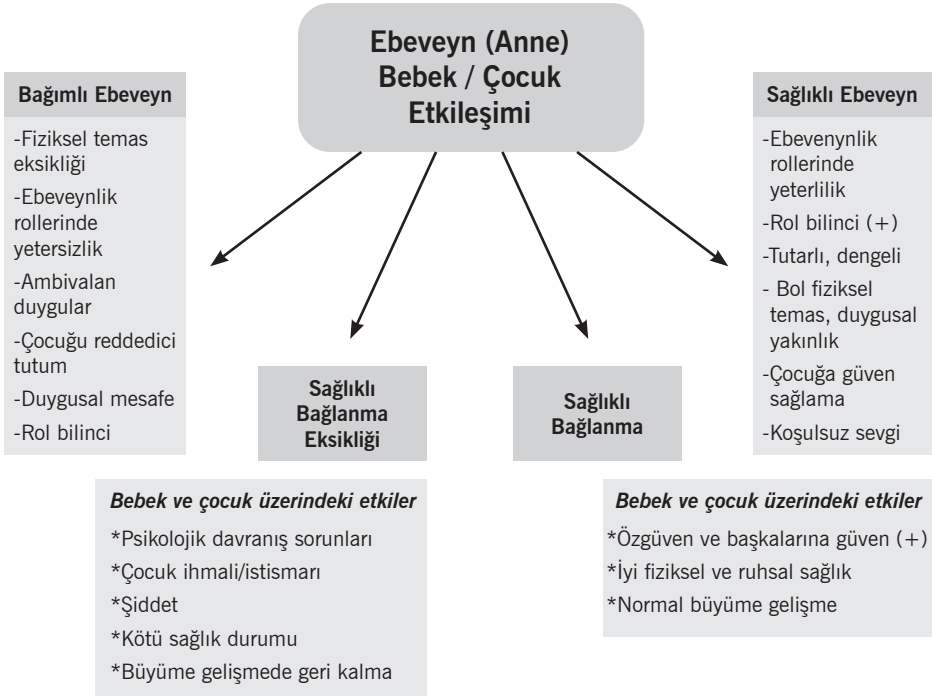 Ebeveyn (Anne)
Bebek / Çocuk
Etkileşimi
Bağımlı Ebeveyn
-Fiziksel temas
eksikliği
-Ebeveynlik
rollerinde
yetersizlik
-Ambivalan
duygular
-Çocuğu reddedici
tutum
-Duygusal mesafe
-Rol bilinci
Sağlıklı Ebeveyn
-Ebevenynlik
rollerinde
yeterlilik
-Rol bilinci (+)
-Tutarlı, dengeli
- Bol fiziksel
temas, duygusal
yakınlık
-Çocuğa güven
sağlama
-Koşulsuz sevgi
Sağlıklı
Bağlanma
Eksikliği
Sağlıklı
Bağlanma
Bebek ve çocuk üzerindeki etkiler
*Psikolojik davranış sorunları
*Çocuk ihmali/istismarı
*Şiddet
*Kötü sağlık durumu
*Büyüme gelişmede geri kalma
Bebek ve çocuk üzerindeki etkiler
*Özgüven ve başkalarına güven (+)
*İyi fiziksel ve ruhsal sağlık
*Normal büyüme gelişme